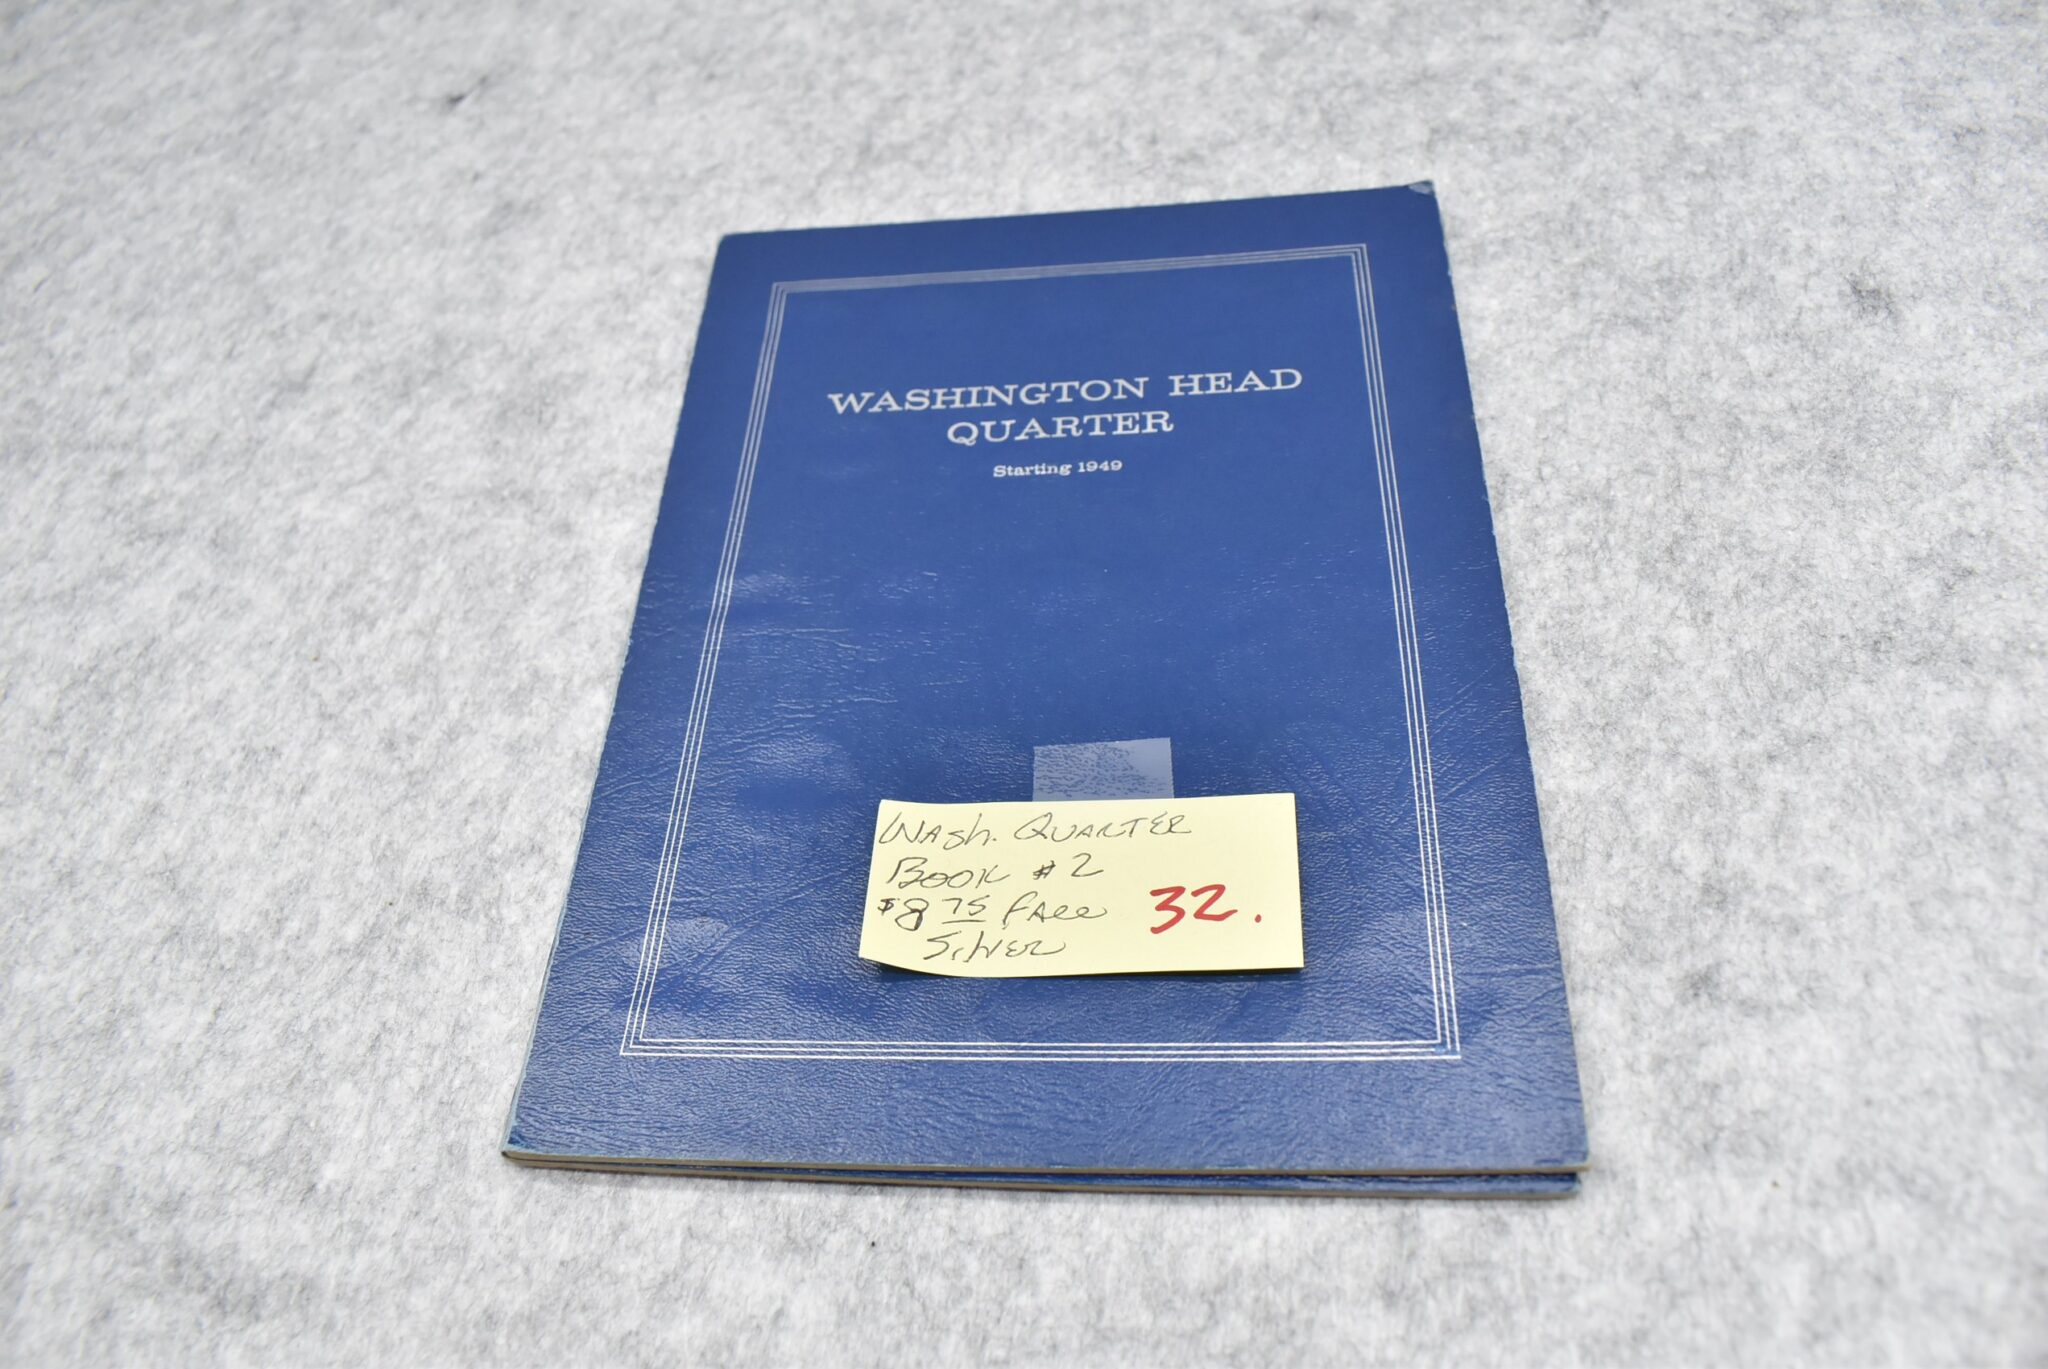 WASHINGTON HEAD
QUARTER
Starting 1949
Wash. QUARTER
Book #2
$8 75 FACE
Silver
32.